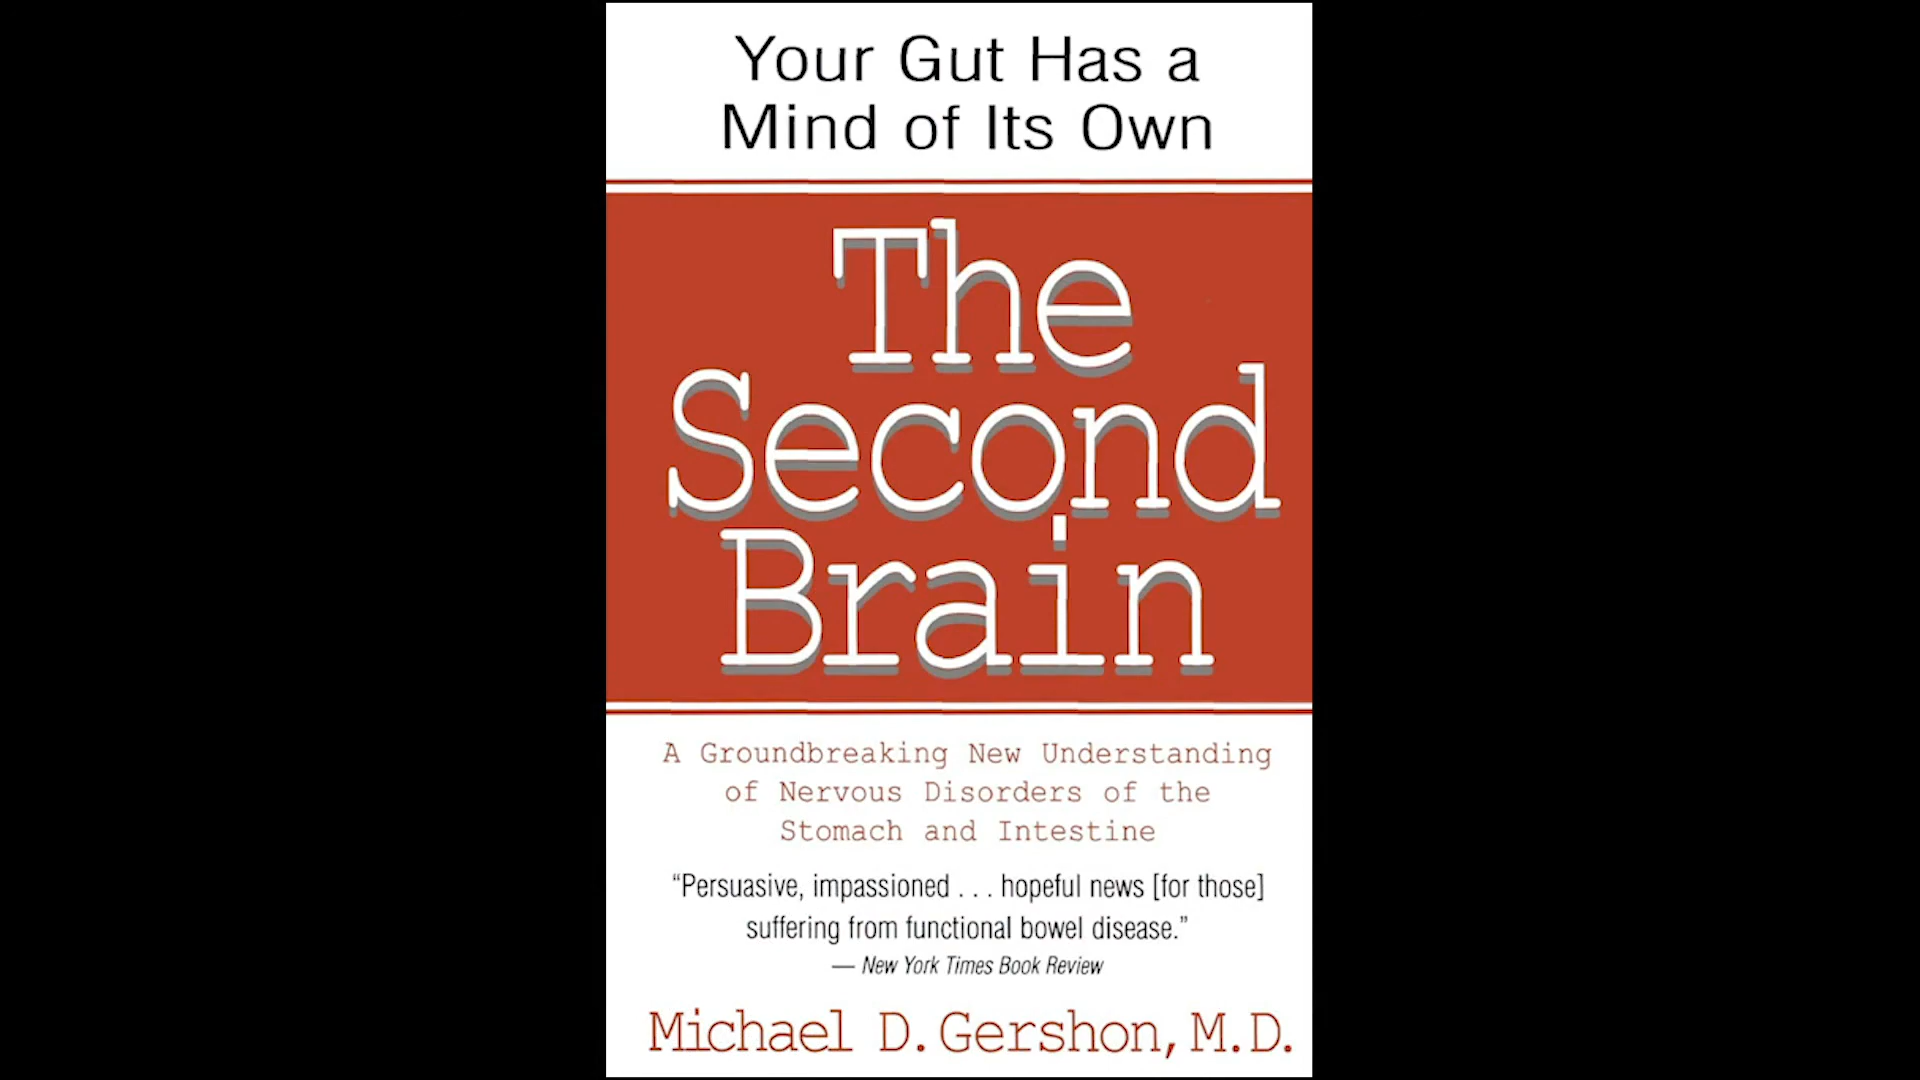 Your Gut Has a
Mind of Its Own
The
Second
Brain
A Groundbreaking New Understanding
of Nervous Disorders of the
Stomach and Intestine
“Persuasive, impassioned . . . hopeful news [for those]
suffering from functional bowel disease.”
— New York Times Book Review
Michael D. Gershon, M.D.